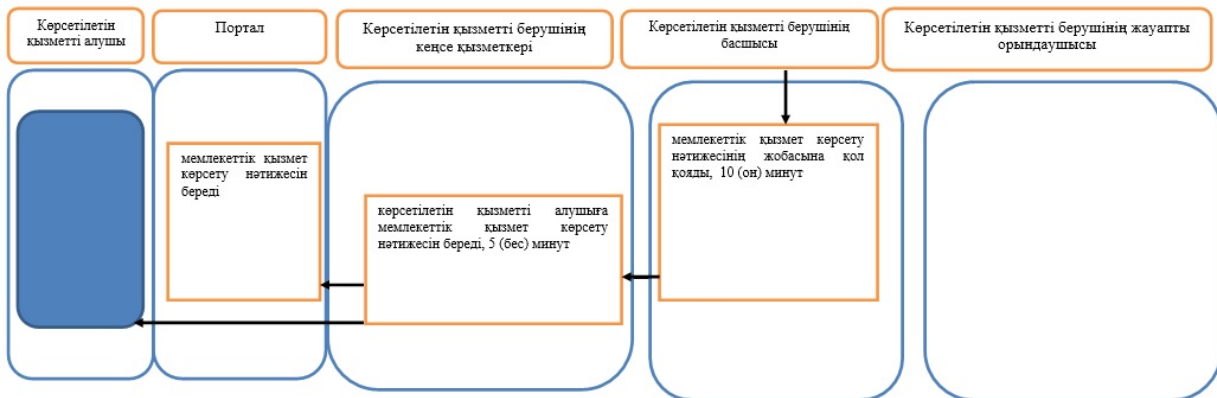 Көрсетілетін
қызметті алушы
Портал
Көрсетілетін қызметті берушінің
кеңсе қызметкері
Көрсетілетін қызметті берушінің
басшысы
Көрсетілетін қызметті берушінің жауапты
орындаушысы
мемлекеттік қызмет
көрсету нәтижесін
береді
көрсетілетін қызметті алушыға
мемлекеттік қызмет көрсету
нәтижесін береді, 5 (бес) минут
мемлекеттік қызмет көрсету
нәтижесінің жобасына қол
қояды, 10 (он) минут